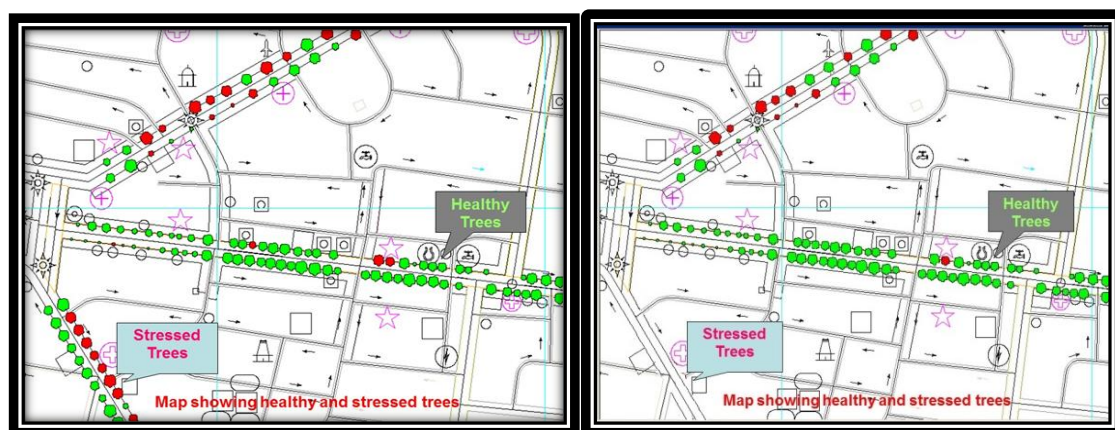 Healthy
Trees
Stressed
Trees
Map showing healthy and stressed trees
Healthy
Trees
Stressed
Trees
Map showing healthy and stressed trees